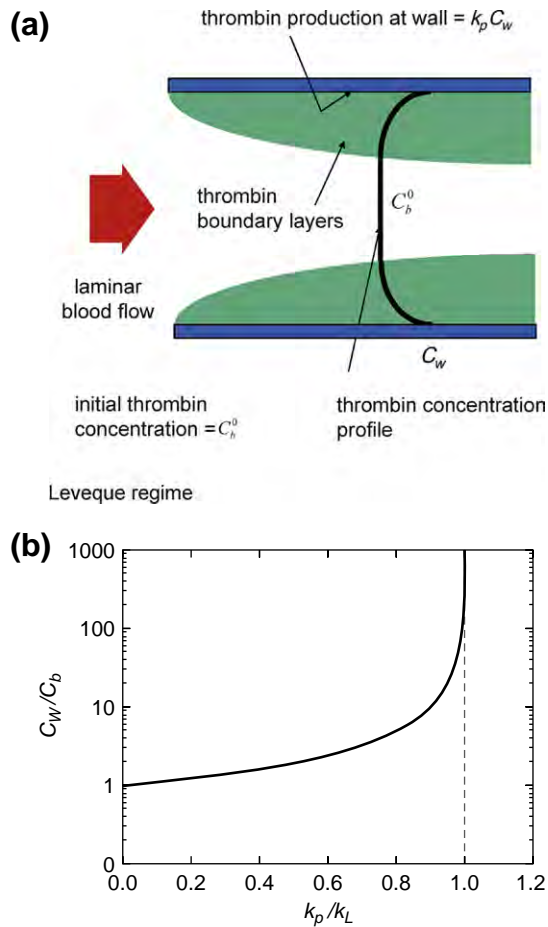 (a)
thrombin production at wall = kₚC_w
thrombin
boundary layers
C_b^0
laminar
blood flow
C_w
initial thrombin
concentration = C_b^0
thrombin concentration
profile
Leveque regime
(b)
1000
100
10
1
0
C_W/C_b
0.0 0.2 0.4 0.6 0.8 1.0 1.2
k_p/k_L